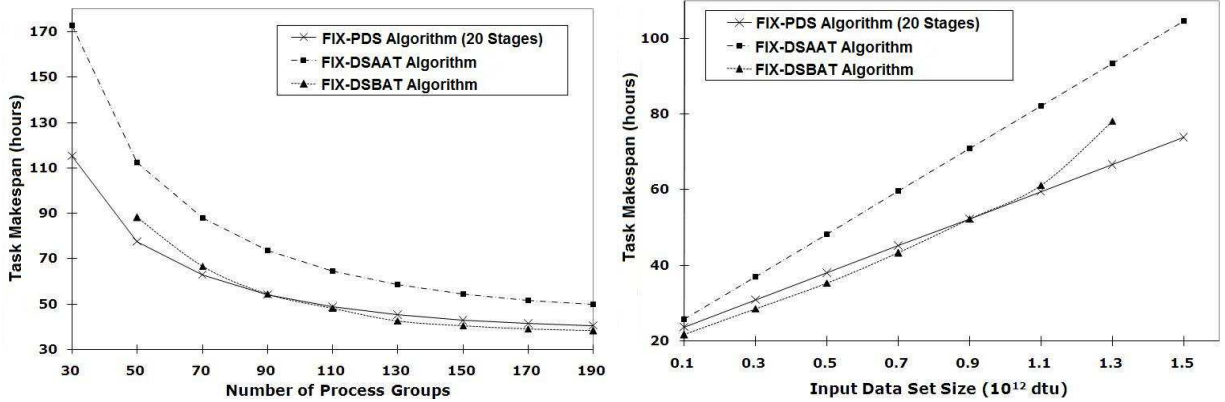 170
150
130
110
90
70
50
30
Task Makespan (hours)
FIX-PDS Algorithm (20 Stages)
FIX-DSAAT Algorithm
FIX-DSBAT Algorithm
30 50 70 90 110 130 150 170 190
Number of Process Groups
100
80
60
40
20
Task Makespan (hours)
FIX-PDS Algorithm (20 Stages)
FIX-DSAAT Algorithm
FIX-DSBAT Algorithm
0.1 0.3 0.5 0.7 0.9 1.1 1.3 1.5
Input Data Set Size (10¹² dtu)